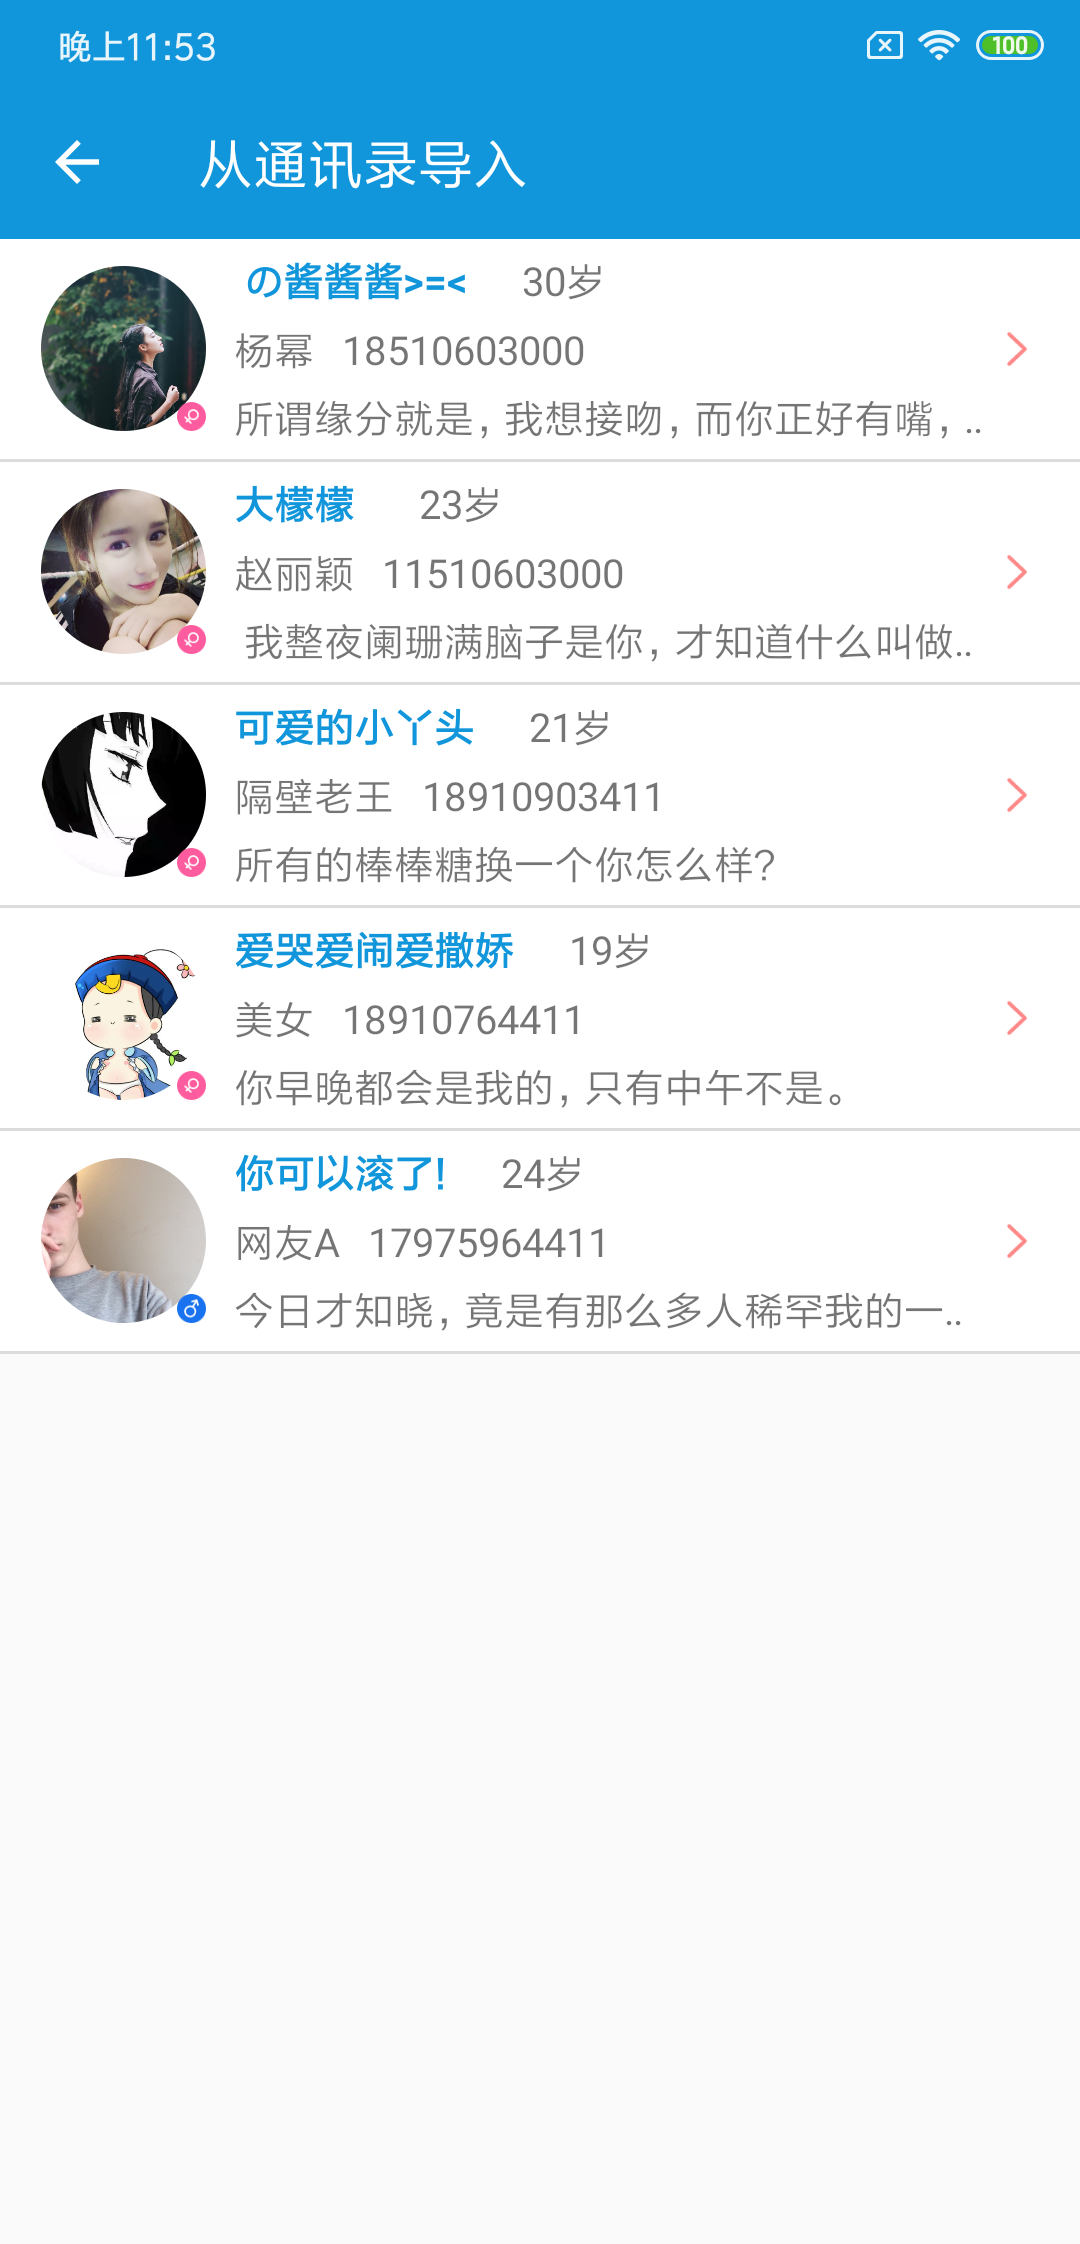 晚上11:53
100
从通讯录导入
の酱酱酱>=< 30岁
杨幂 18510603000
所谓缘分就是，我想接吻，而你正好有嘴，..
大檬檬 23岁
赵丽颖 11510603000
我整夜阑珊满脑子是你，才知道什么叫做..
可爱的小丫头 21岁
隔壁老王 18910903411
所有的棒棒糖换一个你怎么样？
爱哭爱闹爱撒娇 19岁
美女 18910764411
你早晚都会是我的，只有中午不是。
你可以滚了！ 24岁
网友A 17975964411
今日才知晓，竟是有那么多人稀罕我的一..